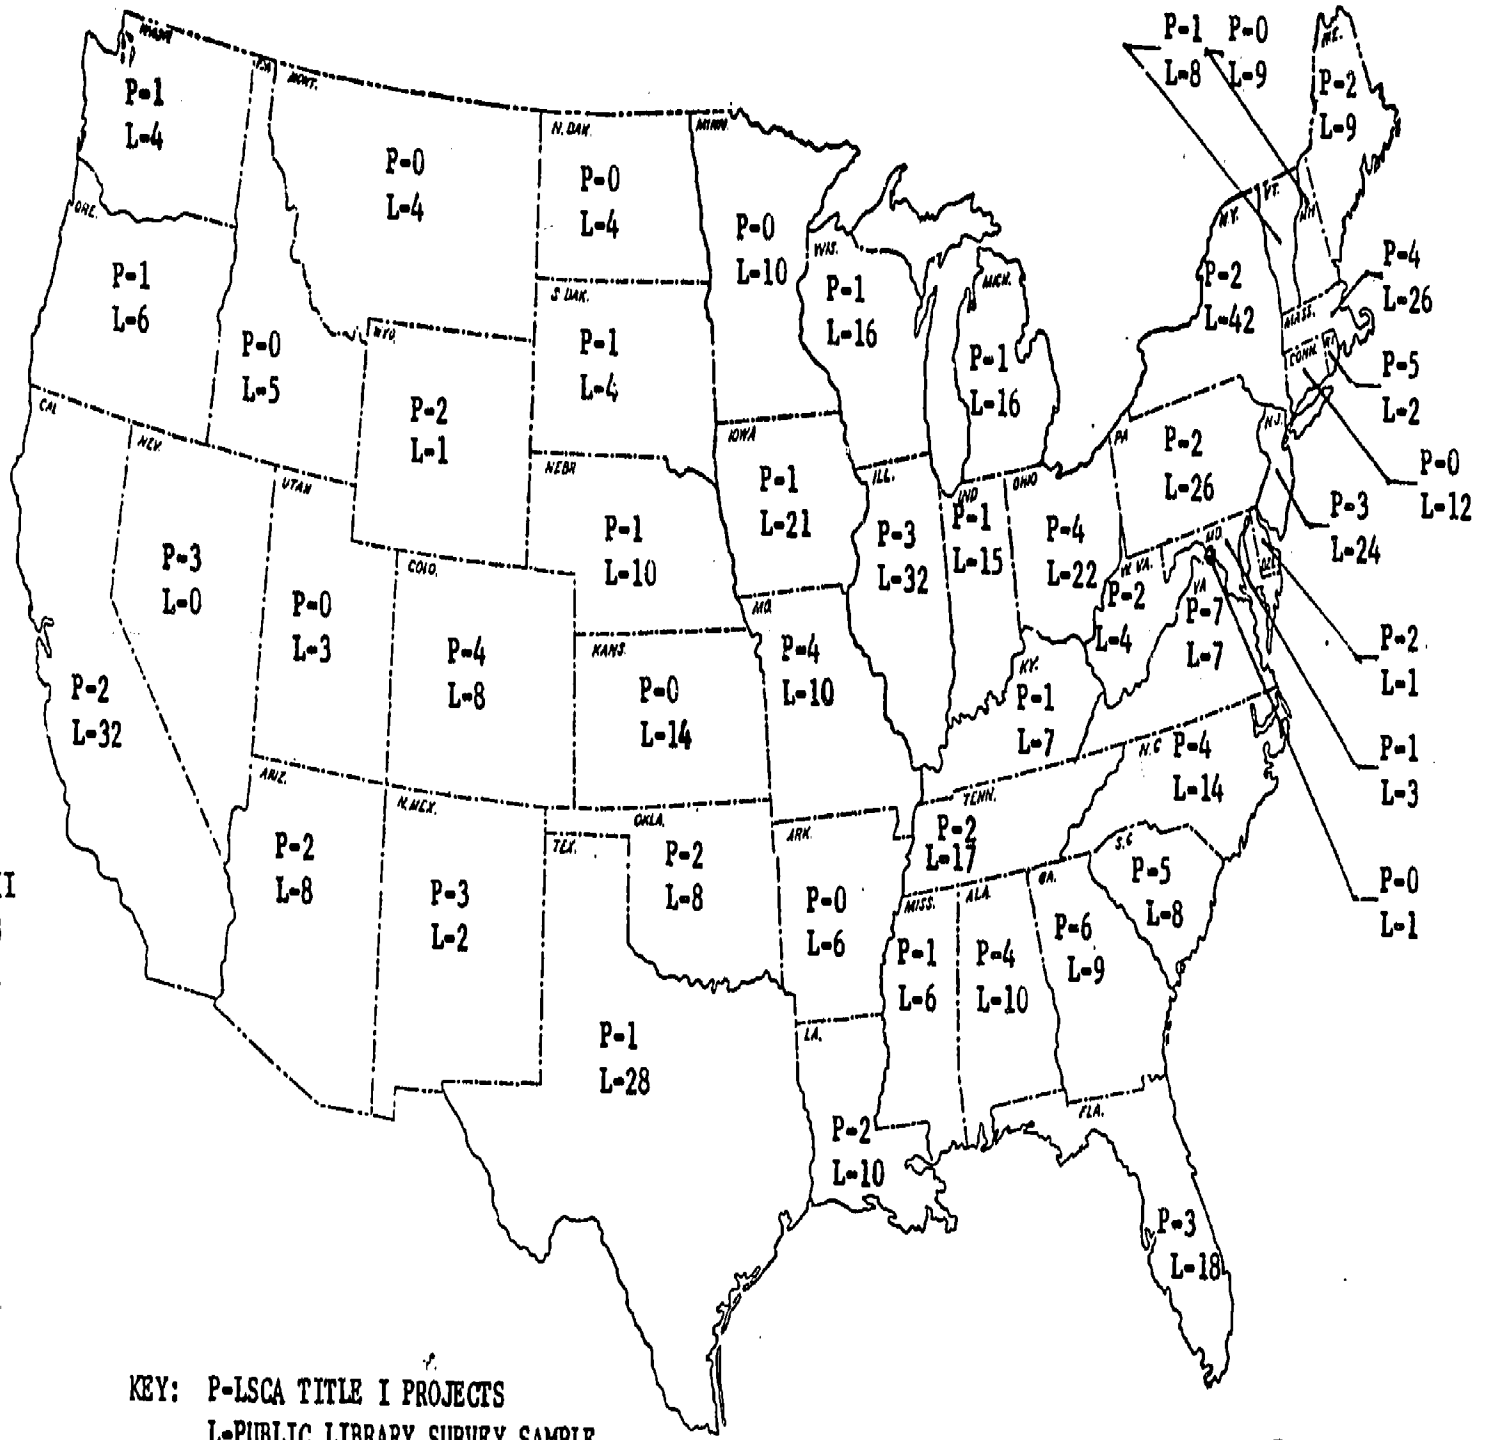 WASH
P=1
L=4
IDA
MONT.
P=0
L=4
N. DAK.
P=0
L=4
MINN.
P=0
L=10
P=1
L=8
P=0
L=9
ME.
P=2
L=9
ORE.
P=1
L=6
P=0
L=5
WYO.
P=2
L=1
S DAK.
P=1
L=4
WIS.
P=1
L=16
MICH.
P=1
L=16
N.Y.
P=2
L=42
VT.
NH
MASS.
P=4
L=26
CONN
RI
P=5
L=2
P=0
L=12
CAL
P=2
L=32
NEV.
P=3
L=0
UTAH
P=0
L=3
COLO.
P=4
L=8
NEBR
P=1
L=10
IOWA
P=1
L=21
ILL.
P=3
L=32
IND
P=1
L=15
OHIO
P=4
L=22
PA
P=2
L=26
N.J.
P=3
L=24
KANS.
P=0
L=14
MO.
P=4
L=10
KY.
P=1
L=7
W VA.
P=2
L=4
VA
P=7
L=7
MD
DEL
P=2
L=1
P=1
L=3
P=0
L=1
ARIZ.
P=2
L=8
N.MEX.
P=3
L=2
TEX.
P=1
L=28
OKLA.
P=2
L=8
ARK.
P=0
L=6
TENN.
P=2
L=17
N.C
P=4
L=14
S.C
P=5
L=8
MISS.
P=1
L=6
ALA.
P=4
L=10
GA.
P=6
L=9
LA.
P=2
L=10
FLA.
P=3
L=18
KEY: P=LSCA TITLE I PROJECTS
L=PUBLIC LIBRARY SURVEY SAMPLE